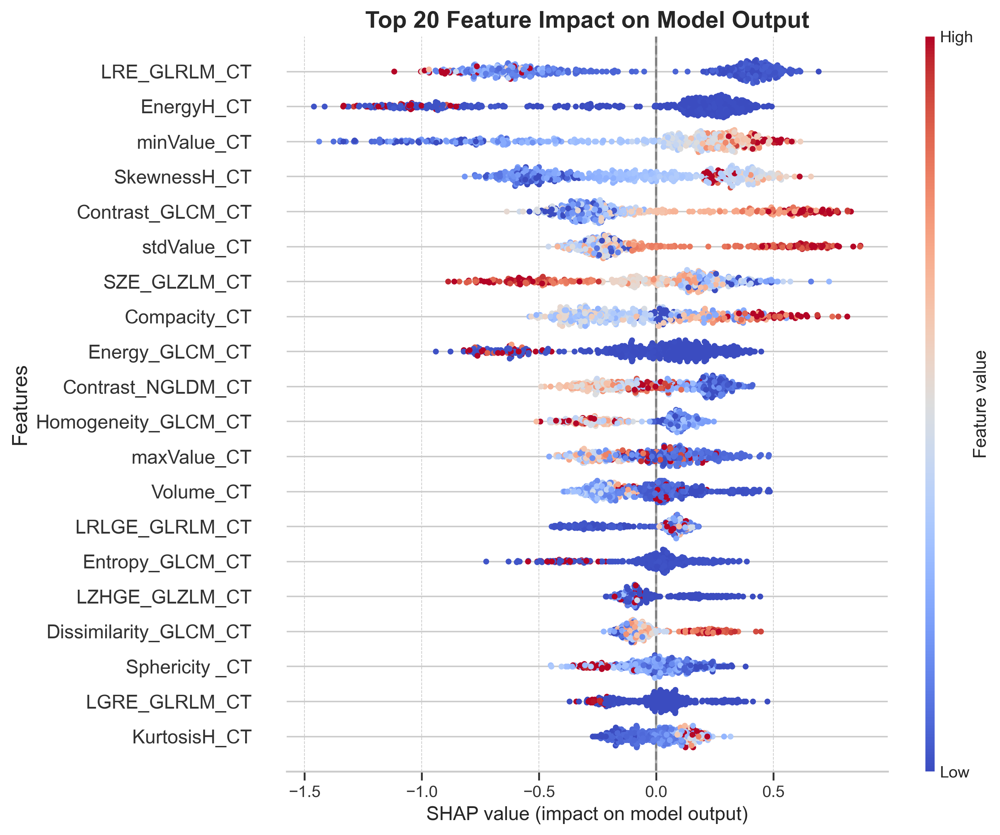 Top 20 Feature Impact on Model Output
High
LRE_GLRLM_CT
EnergyH_CT
minValue_CT
SkewnessH_CT
Contrast_GLCM_CT
stdValue_CT
SZE_GLZLM_CT
Compacity_CT
Energy_GLCM_CT
Contrast_NGLDM_CT
Homogeneity_GLCM_CT
maxValue_CT
Volume_CT
LRLGE_GLRLM_CT
Entropy_GLCM_CT
LZHGE_GLZLM_CT
Dissimilarity_GLCM_CT
Sphericity _CT
LGRE_GLRLM_CT
KurtosisH_CT
Features
Feature value
Low
−1.5 −1.0 −0.5 0.0 0.5
SHAP value (impact on model output)